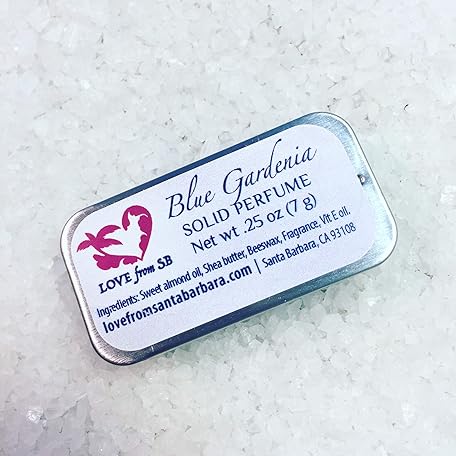 Blue Gardenia
SOLID PERFUME
Net wt .25 oz (7 g)
LOVE from SB
Ingredients: Sweet almond oil, Shea butter, Beeswax, Fragrance, Vit E oil.
lovefromsantabarbara.com | Santa Barbara, CA 93108